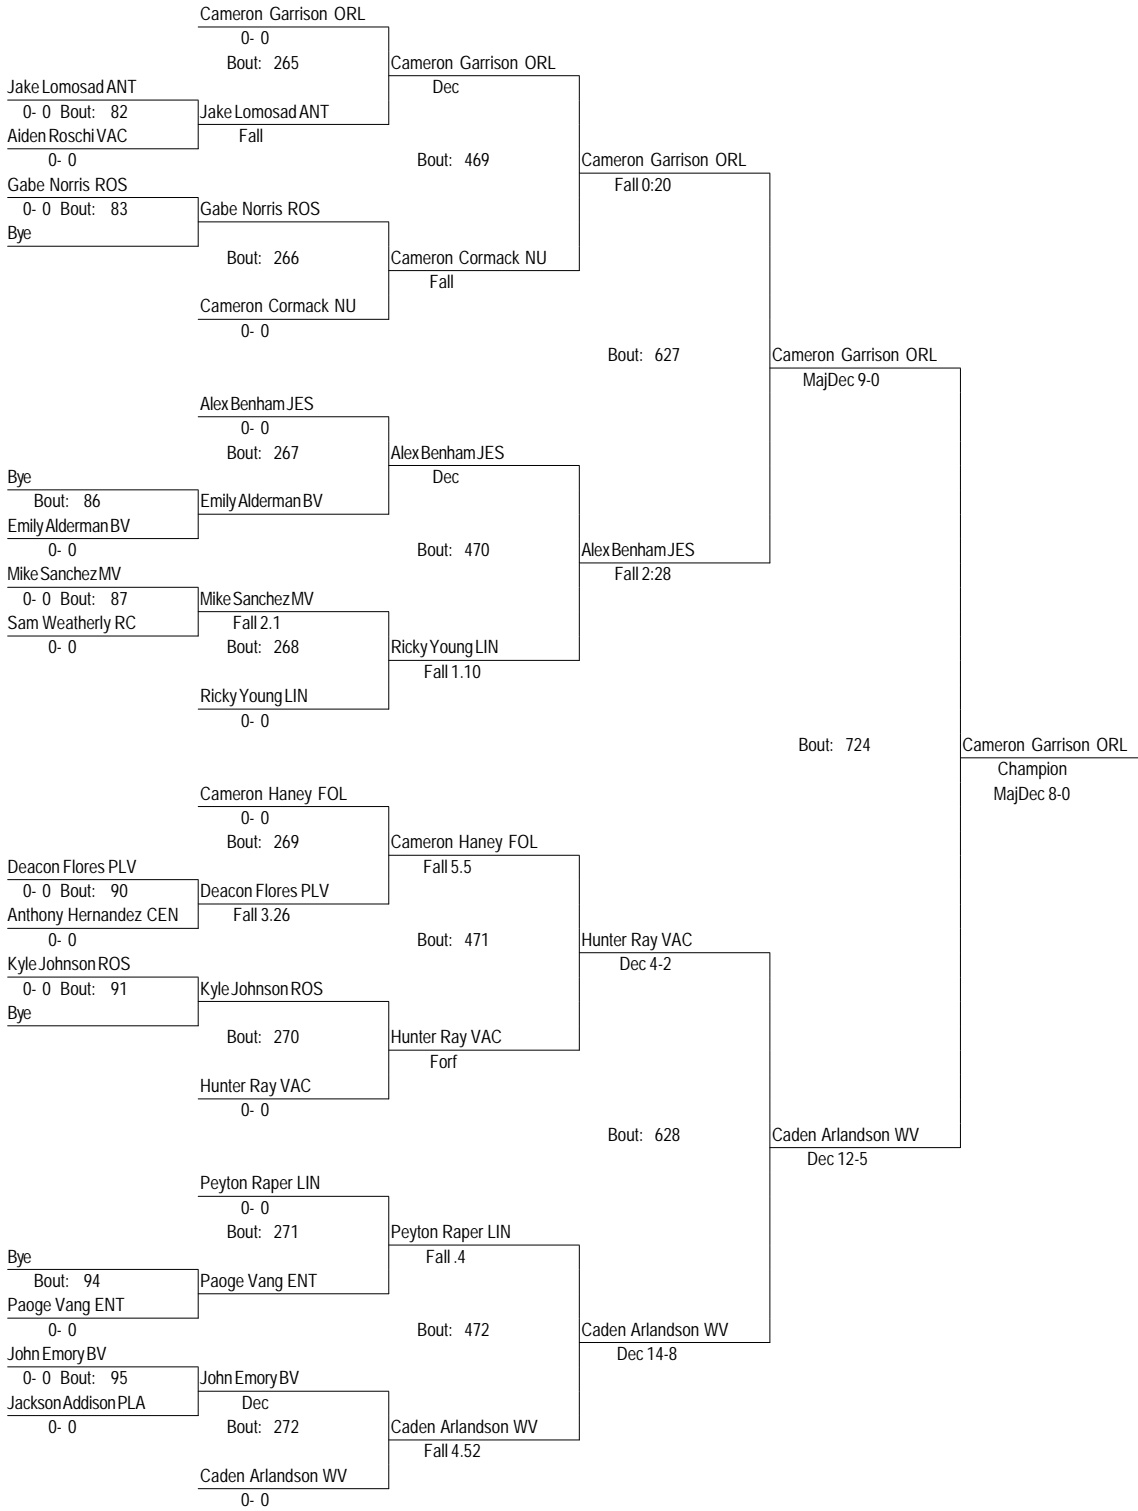 Cameron Garrison ORL
0- 0
Bout: 265
Cameron Garrison ORL
Dec
Jake Lomosad ANT
0- 0 Bout: 82
Jake Lomosad ANT
Fall
Aiden Roschi VAC
0- 0
Bout: 469
Cameron Garrison ORL
Fall 0:20
Gabe Norris ROS
0- 0 Bout: 83
Gabe Norris ROS
Bye
Bout: 266
Cameron Cormack NU
Fall
Cameron Cormack NU
0- 0
Bout: 627
Cameron Garrison ORL
MajDec 9-0
Alex Benham JES
0- 0
Bout: 267
Alex Benham JES
Dec
Bye
Bout: 86
Emily Alderman BV
Emily Alderman BV
0- 0
Bout: 470
Alex Benham JES
Fall 2:28
Mike Sanchez MV
0- 0 Bout: 87
Mike Sanchez MV
Fall 2.1
Sam Weatherly RC
0- 0
Bout: 268
Ricky Young LIN
Fall 1.10
Ricky Young LIN
0- 0
Bout: 724
Cameron Garrison ORL
Champion
MajDec 8-0
Cameron Haney FOL
0- 0
Bout: 269
Cameron Haney FOL
Fall 5.5
Deacon Flores PLV
0- 0 Bout: 90
Deacon Flores PLV
Fall 3.26
Anthony Hernandez CEN
0- 0
Bout: 471
Hunter Ray VAC
Dec 4-2
Kyle Johnson ROS
0- 0 Bout: 91
Kyle Johnson ROS
Bye
Bout: 270
Hunter Ray VAC
Forf
Hunter Ray VAC
0- 0
Bout: 628
Caden Arlandson WV
Dec 12-5
Peyton Raper LIN
0- 0
Bout: 271
Peyton Raper LIN
Fall .4
Bye
Bout: 94
Paoge Vang ENT
Paoge Vang ENT
0- 0
Bout: 472
Caden Arlandson WV
Dec 14-8
John Emory BV
0- 0 Bout: 95
John Emory BV
Dec
Jackson Addison PLA
0- 0
Bout: 272
Caden Arlandson WV
Fall 4.52
Caden Arlandson WV
0- 0